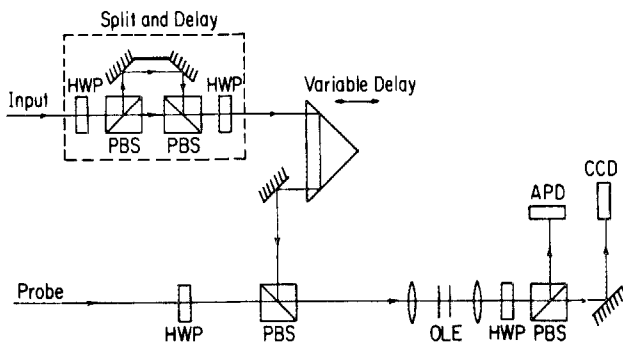 Split and Delay
HWP
HWP
Input
PBS
PBS
Variable Delay
CCD
APD
Probe
HWP
PBS
OLE
HWP
PBS